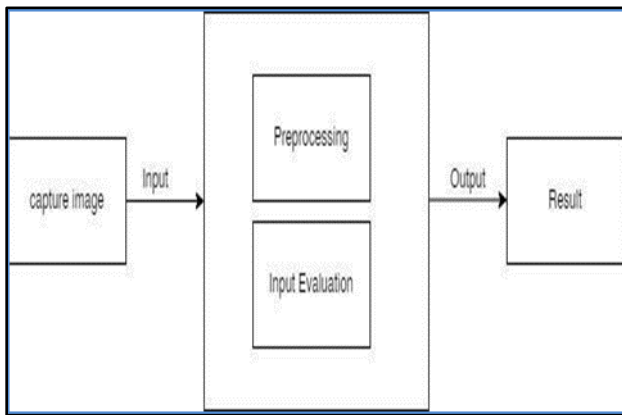 capture image
Input
Preprocessing
Input Evaluation
Output
Result